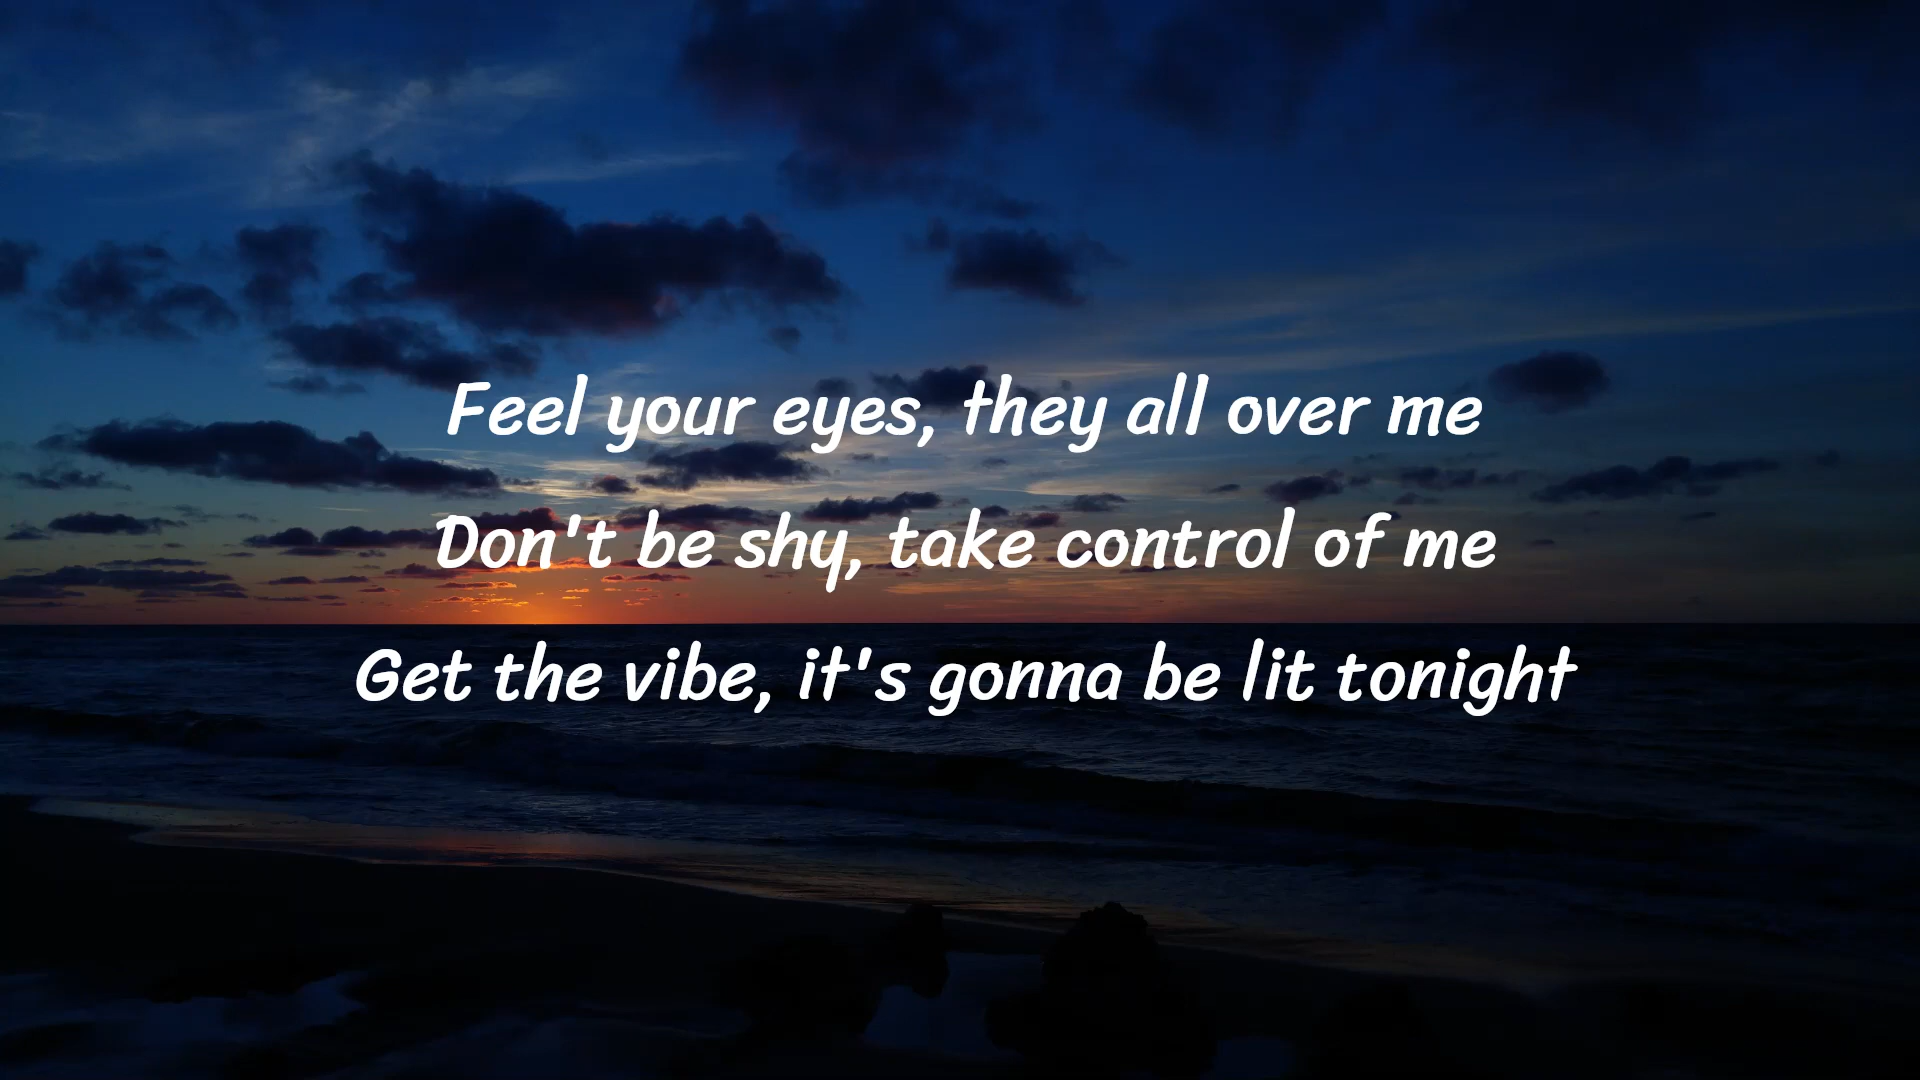 Feel your eyes, they all over me
Don't be shy, take control of me
Get the vibe, it's gonna be lit tonight